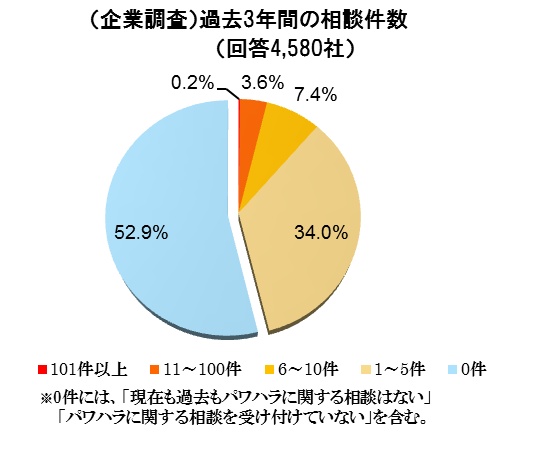 （企業調査）過去3年間の相談件数
（回答4,580社）
0.2%
3.6%
7.4%
52.9%
34.0%
101件以上 11～100件 6～10件 1～5件 0件
※0件には、「現在も過去もパワハラに関する相談はない」
「パワハラに関する相談を受け付けていない」を含む。